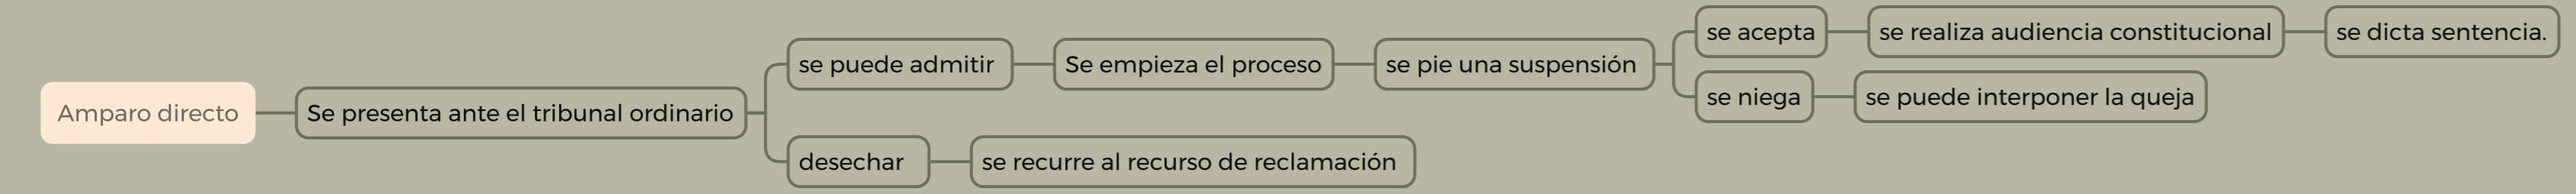 Amparo directo
Se presenta ante el tribunal ordinario
se puede admitir
Se empieza el proceso
se pie una suspensión
se acepta
se realiza audiencia constitucional
se dicta sentencia.
se niega
se puede interponer la queja
desechar
se recurre al recurso de reclamación